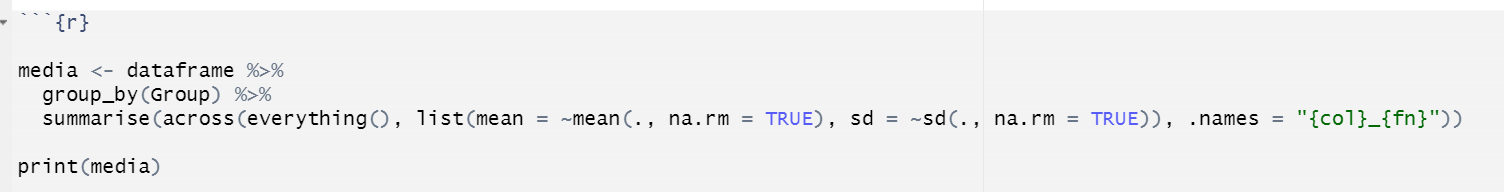 ```{r}
media <- dataframe %>%
  group_by(Group) %>%
  summarise(across(everything(), list(mean = ~mean(., na.rm = TRUE), sd = ~sd(., na.rm = TRUE)), .names = "{col}_{fn}"))
print(media)